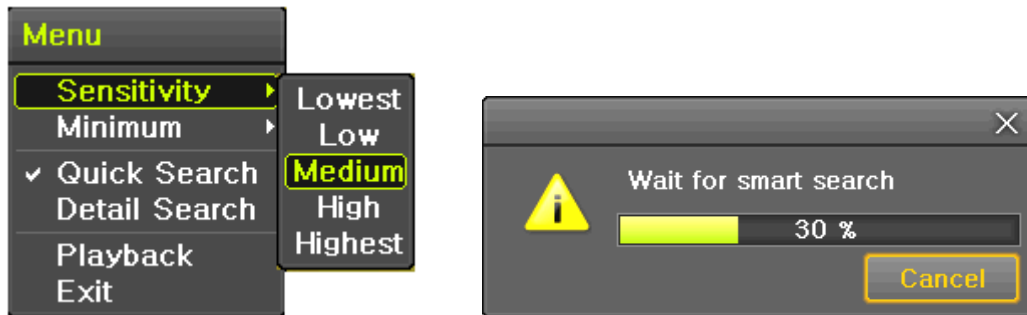 Menu
Sensitivity
Minimum
Quick Search
Detail Search
Playback
Exit
Lowest
Low
Medium
High
Highest
Wait for smart search
30 %
Cancel